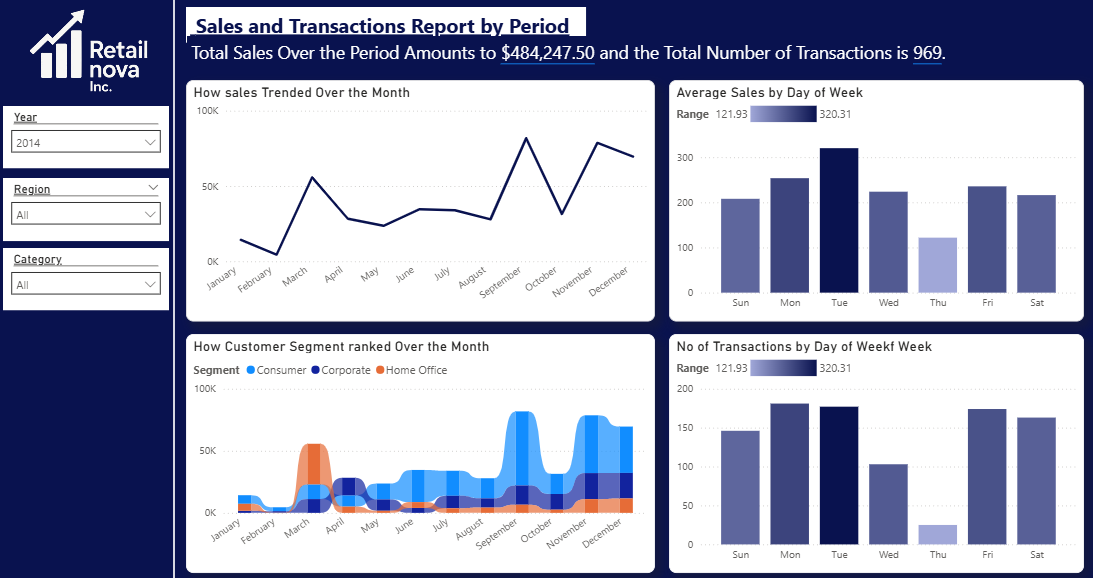 Retail
nova
Inc.
Year
2014
Region
All
Category
All
Sales and Transactions Report by Period
Total Sales Over the Period Amounts to $484,247.50 and the Total Number of Transactions is 969.
How sales Trended Over the Month
100K
50K
0K
January February March April May June July August September October November December
Average Sales by Day of Week
Range 121.93 320.31
300
200
100
0
Sun Mon Tue Wed Thu Fri Sat
How Customer Segment ranked Over the Month
Segment Consumer Corporate Home Office
100K
50K
0K
January February March April May June July August September October November December
No of Transactions by Day of Weekf Week
Range 121.93 320.31
200
150
100
50
0
Sun Mon Tue Wed Thu Fri Sat